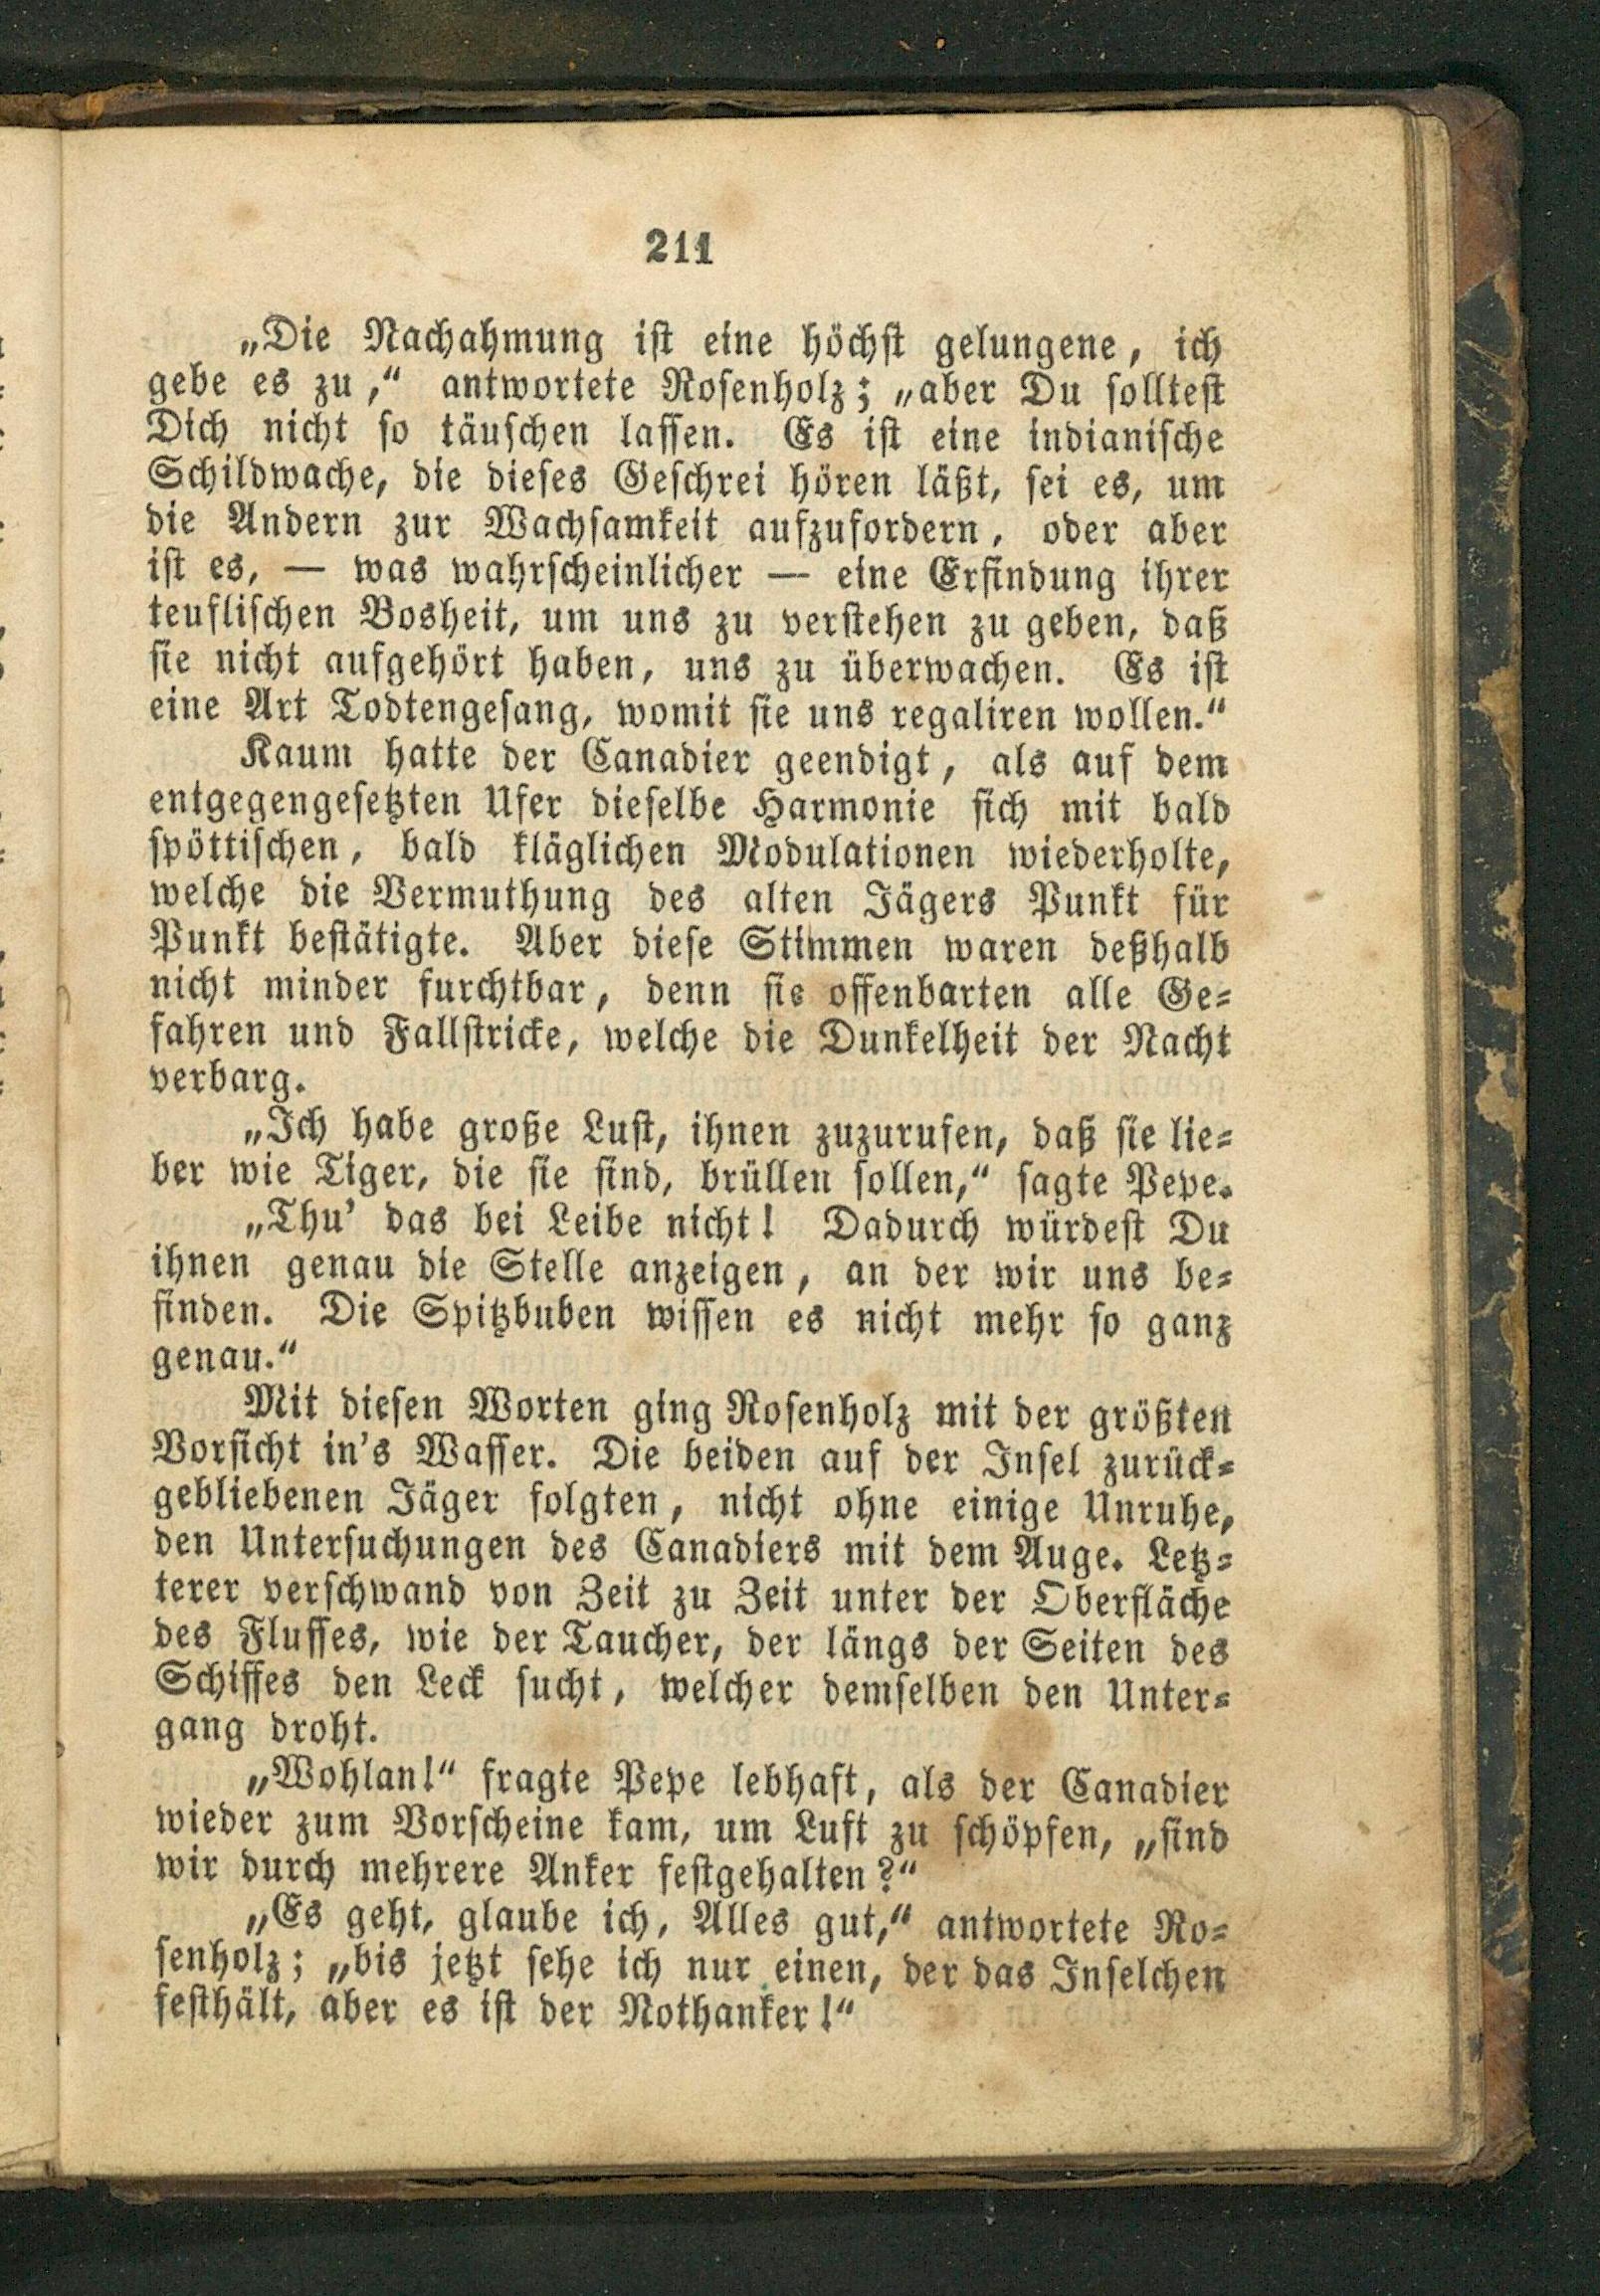 211
„Die Nachahmung ist eine höchst gelungene, ich
gebe es zu,“ antwortete Rosenholz; „aber Du solltest
Dich nicht so täuschen lassen. Es ist eine indianische
Schildwache, die dieses Geschrei hören läßt, sei es, um
die Andern zur Wachsamkeit aufzufordern, oder aber
ist es, — was wahrscheinlicher — eine Erfindung ihrer
teuflischen Bosheit, um uns zu verstehen zu geben, daß
sie nicht aufgehört haben, uns zu überwachen. Es ist
eine Art Todtengesang, womit sie uns regaliren wollen.“
Kaum hatte der Canadier geendigt, als auf dem
entgegengesetzten Ufer dieselbe Harmonie sich mit bald
spöttischen, bald kläglichen Modulationen wiederholte,
welche die Vermuthung des alten Jägers Punkt für
Punkt bestätigte. Aber diese Stimmen waren deßhalb
nicht minder furchtbar, denn sie offenbarten alle Ge-
fahren und Fallstricke, welche die Dunkelheit der Nacht
verbarg.
„Ich habe große Lust, ihnen zuzurufen, daß sie lie-
ber wie Tiger, die sie sind, brüllen sollen,“ sagte Pepe.
„Thu’ das bei Leibe nicht! Dadurch würdest Du
ihnen genau die Stelle anzeigen, an der wir uns be-
finden. Die Spitzbuben wissen es nicht mehr so ganz
genau.“
Mit diesen Worten ging Rosenholz mit der größten
Vorsicht in’s Wasser. Die beiden auf der Insel zurück-
gebliebenen Jäger folgten, nicht ohne einige Unruhe,
den Untersuchungen des Canadiers mit dem Auge. Letz-
terer verschwand von Zeit zu Zeit unter der Oberfläche
des Flusses, wie der Taucher, der längs der Seiten des
Schiffes den Leck sucht, welcher demselben den Unter-
gang droht.
„Wohlan!“ fragte Pepe lebhaft, als der Canadier
wieder zum Vorscheine kam, um Luft zu schöpfen, „sind
wir durch mehrere Anker festgehalten?“
„Es geht, glaube ich, Alles gut,“ antwortete Ro-
senholz; „bis jetzt sehe ich nur einen, der das Inselchen
festhält, aber es ist der Nothanker!“